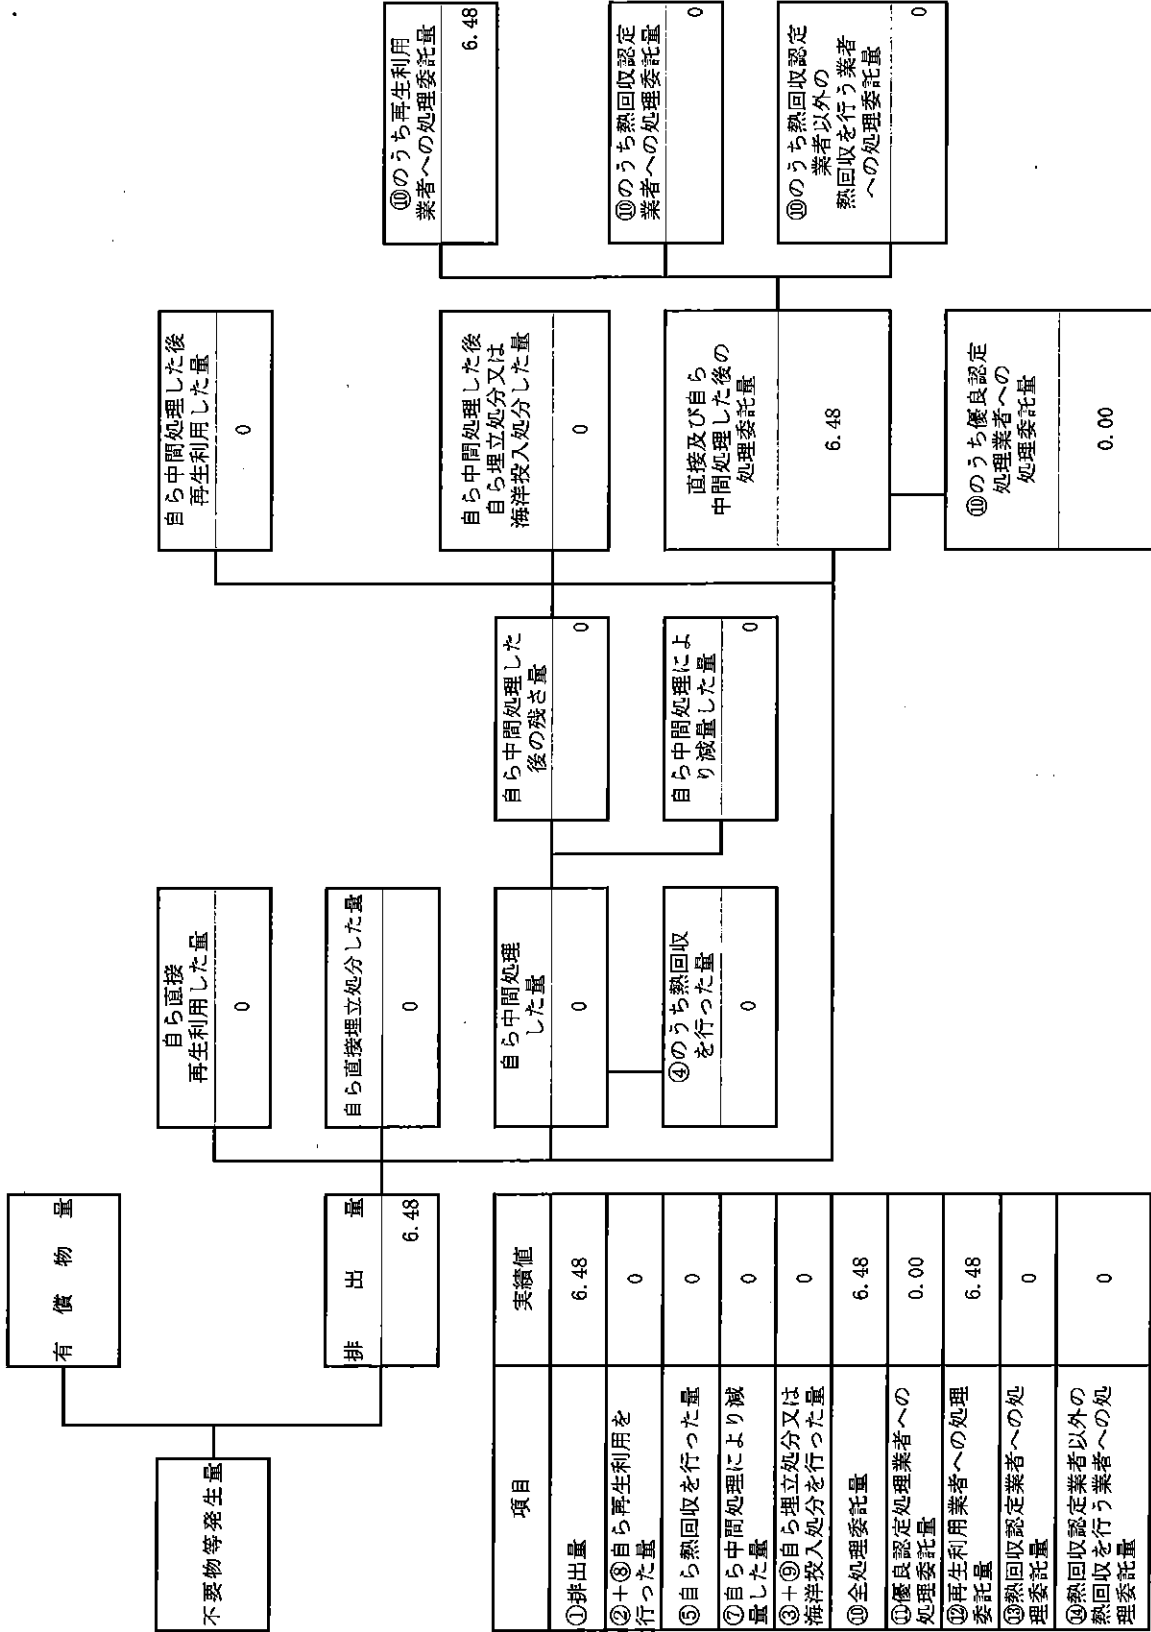 不要物等発生量
有償物量
排出量
6.48
自ら直接
再生利用した量
0
自ら直接埋立処分した量
0
自ら中間処理
した量
0
④のうち熱回収
を行った量
0
自ら中間処理した
後の残さ量
0
自ら中間処理によ
り減量した量
0
自ら中間処理した後
再生利用した量
0
自ら中間処理した後
自ら埋立処分又は
海洋投入処分した量
0
直接及び自ら
中間処理した後の
処理委託量
6.48
⑩のうち優良認定
処理業者への
処理委託量
0.00
⑩のうち再生利用
業者への処理委託量
6.48
⑩のうち熱回収認定
業者への処理委託量
0
⑩のうち熱回収認定
業者以外の
熱回収を行う業者
への処理委託量
0
項目 実績値
①排出量 6.48
②+⑧自ら再生利用を
行った量 0
⑤自ら熱回収を行った量 0
⑦自ら中間処理により減
量した量 0
③+⑨自ら埋立処分又は
海洋投入処分を行った量 0
⑩全処理委託量 6.48
⑪優良認定処理業者への
処理委託量 0.00
⑫再生利用業者への処理
委託量 6.48
⑬熱回収認定業者への処
理委託量 0
⑭熱回収認定業者以外の
熱回収を行う業者への処
理委託量 0